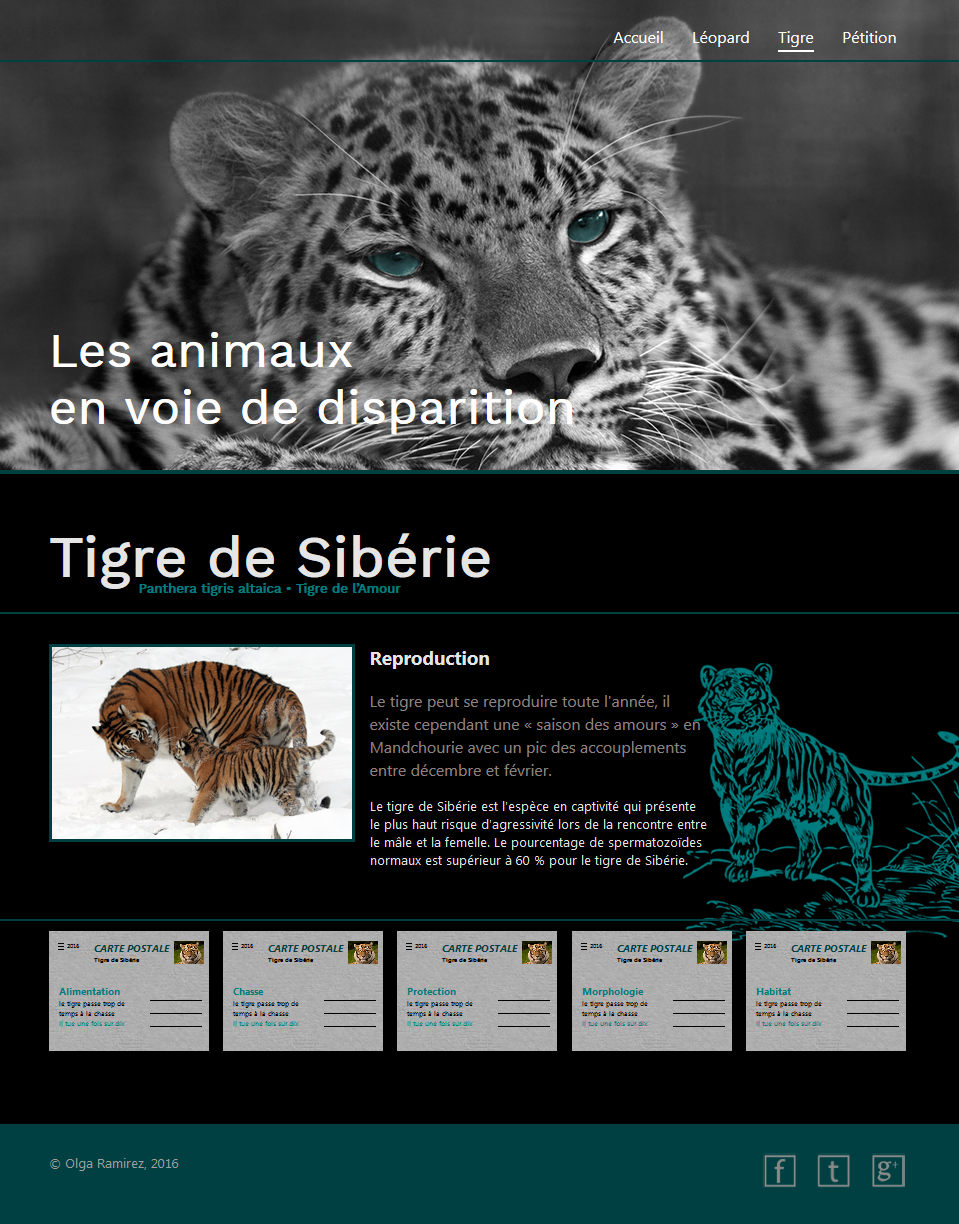 Accueil Léopard Tigre Pétition
Les animaux
en voie de disparition
Tigre de Sibérie
Panthera tigris altaica - Tigre de l'Amour
Reproduction
Le tigre peut se reproduire toute l'année, il
existe cependant une « saison des amours » en
Mandchourie avec un pic des accouplements
entre décembre et février.
Le tigre de Sibérie est l'espèce en captivité qui présente
le plus haut risque d'agressivité lors de la rencontre entre
le mâle et la femelle. Le pourcentage de spermatozoïdes
normaux est supérieur à 60 % pour le tigre de Sibérie.
2016 CARTE POSTALE
Tigre de Sibérie
Alimentation
le tigre passe trop de
temps à la chasse
Il tue une fois sur dix
2016 CARTE POSTALE
Tigre de Sibérie
Chasse
le tigre passe trop de
temps à la chasse
Il tue une fois sur dix
2016 CARTE POSTALE
Tigre de Sibérie
Protection
le tigre passe trop de
temps à la chasse
Il tue une fois sur dix
2016 CARTE POSTALE
Tigre de Sibérie
Morphologie
le tigre passe trop de
temps à la chasse
Il tue une fois sur dix
2016 CARTE POSTALE
Tigre de Sibérie
Habitat
le tigre passe trop de
temps à la chasse
Il tue une fois sur dix
© Olga Ramirez, 2016
f t g+